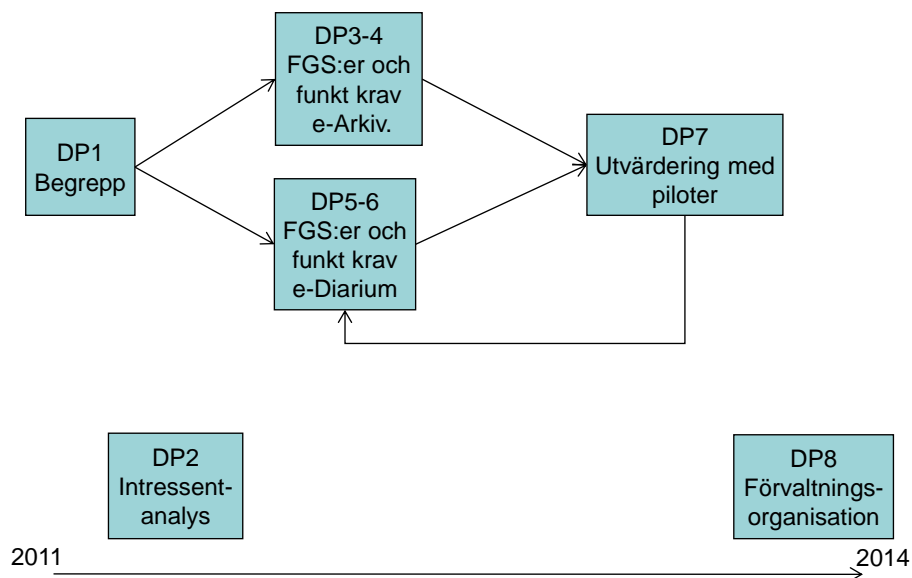 DP3-4
FGS:er och
funkt krav
e-Arkiv.
DP1
Begrepp
DP7
Utvärdering med
piloter
DP5-6
FGS:er och
funkt krav
e-Diarium
DP2
Intressent-
analys
DP8
Förvaltnings-
organisation
2011
2014